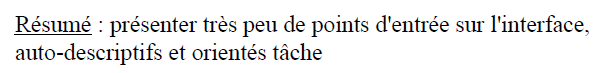 Résumé : présenter très peu de points d'entrée sur l'interface,
auto-descriptifs et orientés tâche